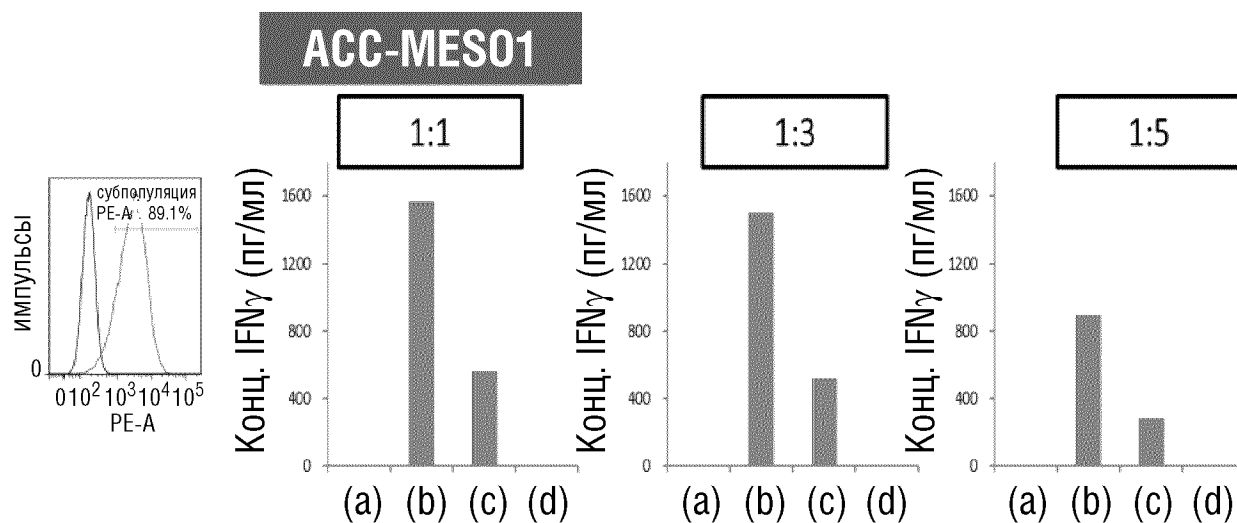 ACC-MESO1
1:1
1:3
1:5
субпопуляция
PE-A : 89.1%
импульсы
0
010² 10³ 10⁴ 10⁵
PE-A
Конц. IFNγ (пг/мл)
1600
1200
800
400
0
(a) (b) (c) (d)
Конц. IFNγ (пг/мл)
1600
1200
800
400
0
(a) (b) (c) (d)
Конц. IFNγ (пг/мл)
1600
1200
800
400
0
(a) (b) (c) (d)